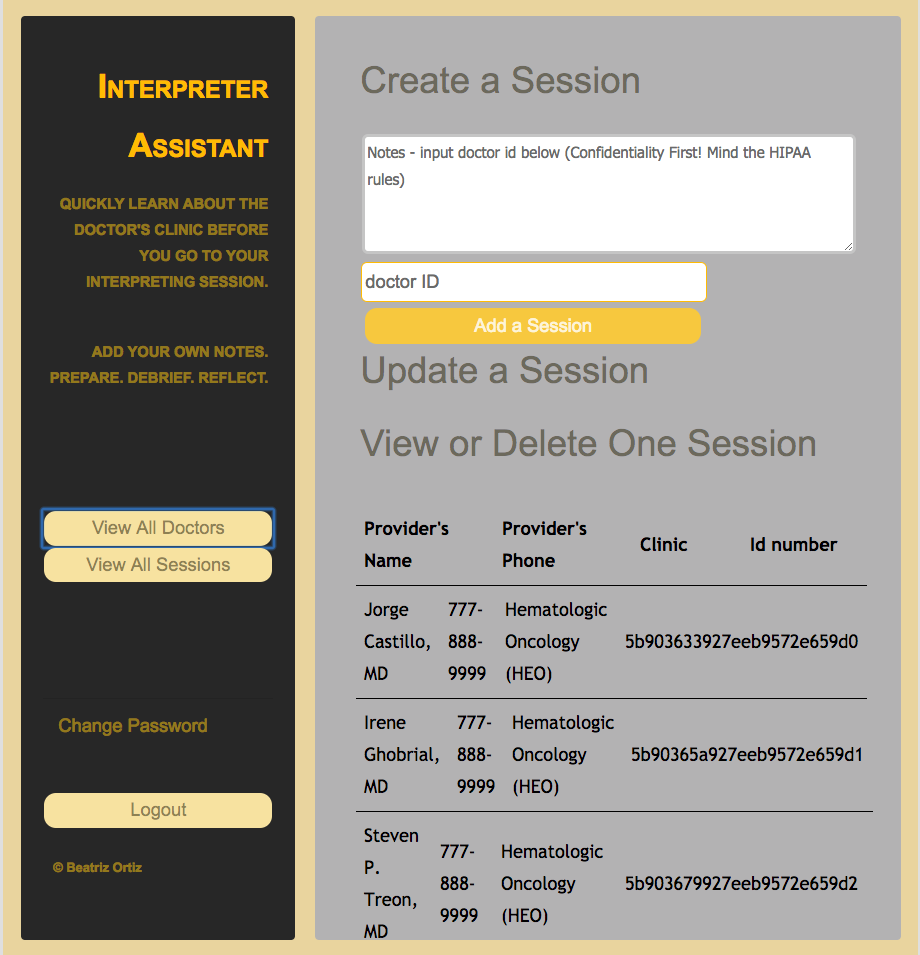 INTERPRETER
ASSISTANT
QUICKLY LEARN ABOUT THE
DOCTOR'S CLINIC BEFORE
YOU GO TO YOUR
INTERPRETING SESSION.
ADD YOUR OWN NOTES.
PREPARE. DEBRIEF. REFLECT.
View All Doctors
View All Sessions
Change Password
Logout
© Beatriz Ortiz
Create a Session
Notes - input doctor id below (Confidentiality First! Mind the HIPAA
rules)
doctor ID
Add a Session
Update a Session
View or Delete One Session
Provider's
Name
Provider's
Phone
Clinic
Id number
Jorge
Castillo,
MD
777-
888-
9999
Hematologic
Oncology
(HEO)
5b903633927eeb9572e659d0
Irene
Ghobrial,
MD
777-
888-
9999
Hematologic
Oncology
(HEO)
5b90365a927eeb9572e659d1
Steven
P.
Treon,
MD
777-
888-
9999
Hematologic
Oncology
(HEO)
5b903679927eeb9572e659d2